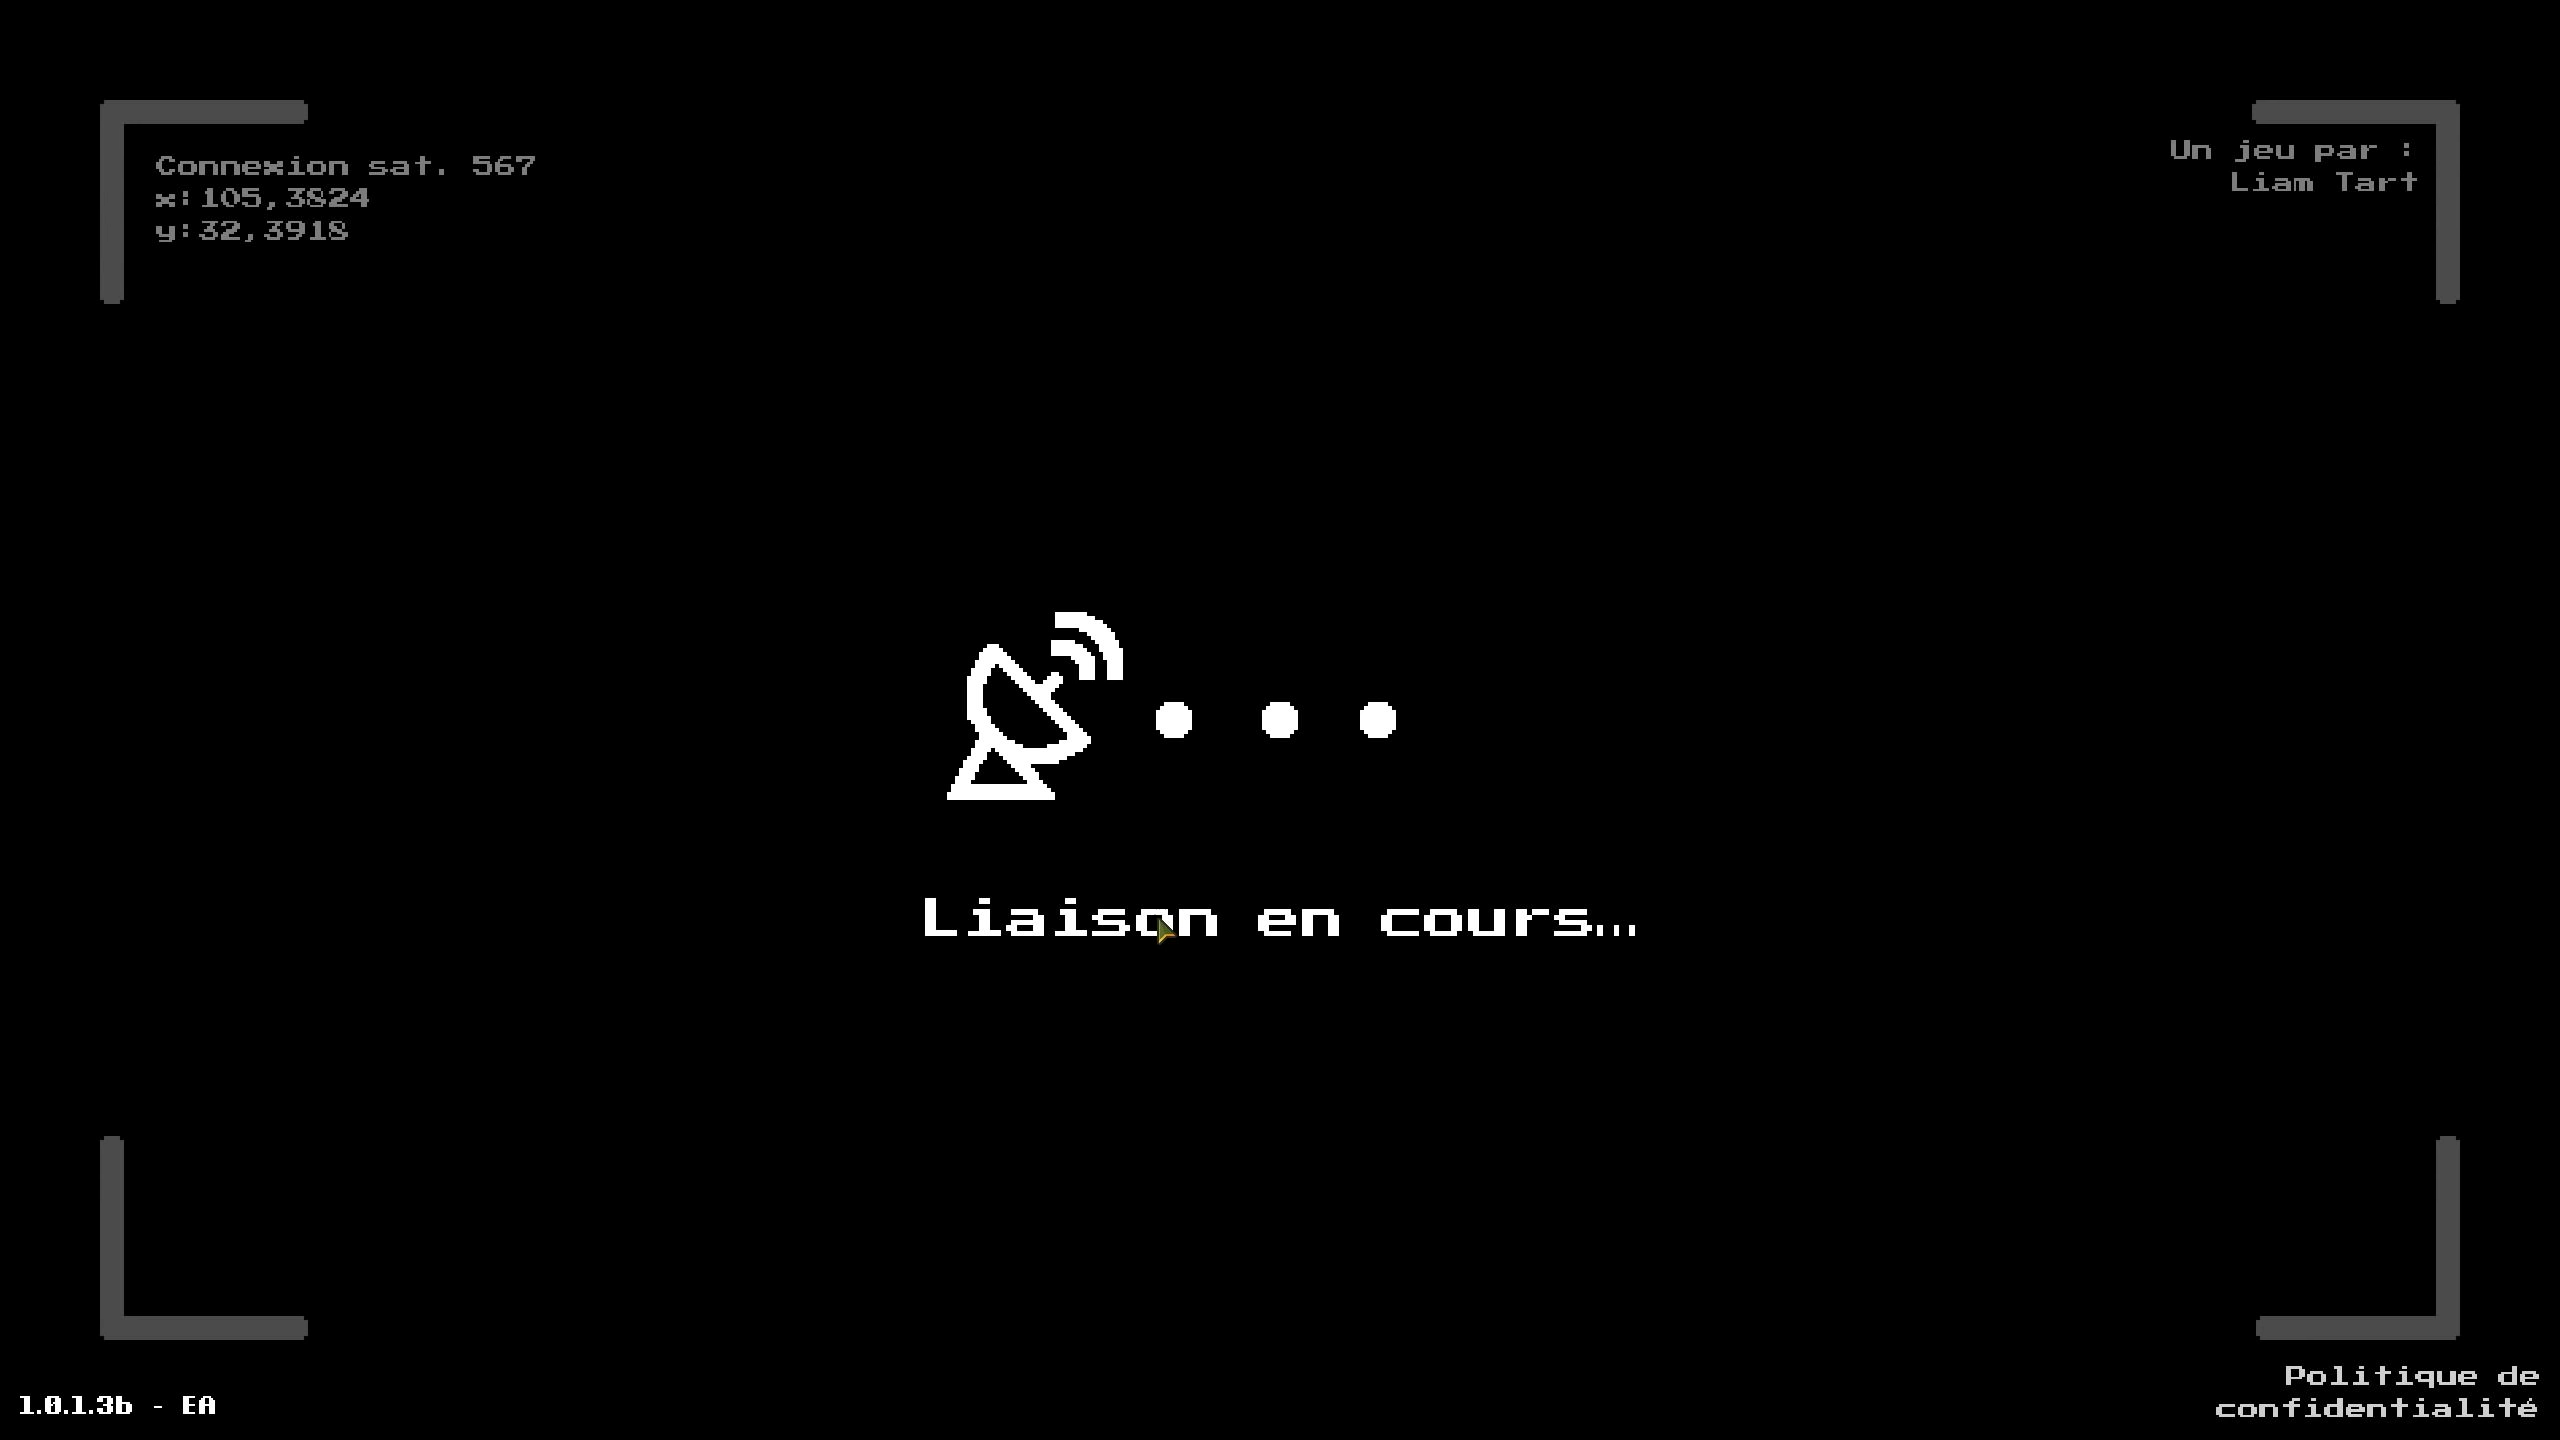 Connexion sat. 567
x:105,3824
y:32,3918
Un jeu par :
Liam Tart
Liaison en cours...
1.0.1.3b - EA
Politique de
confidentialité